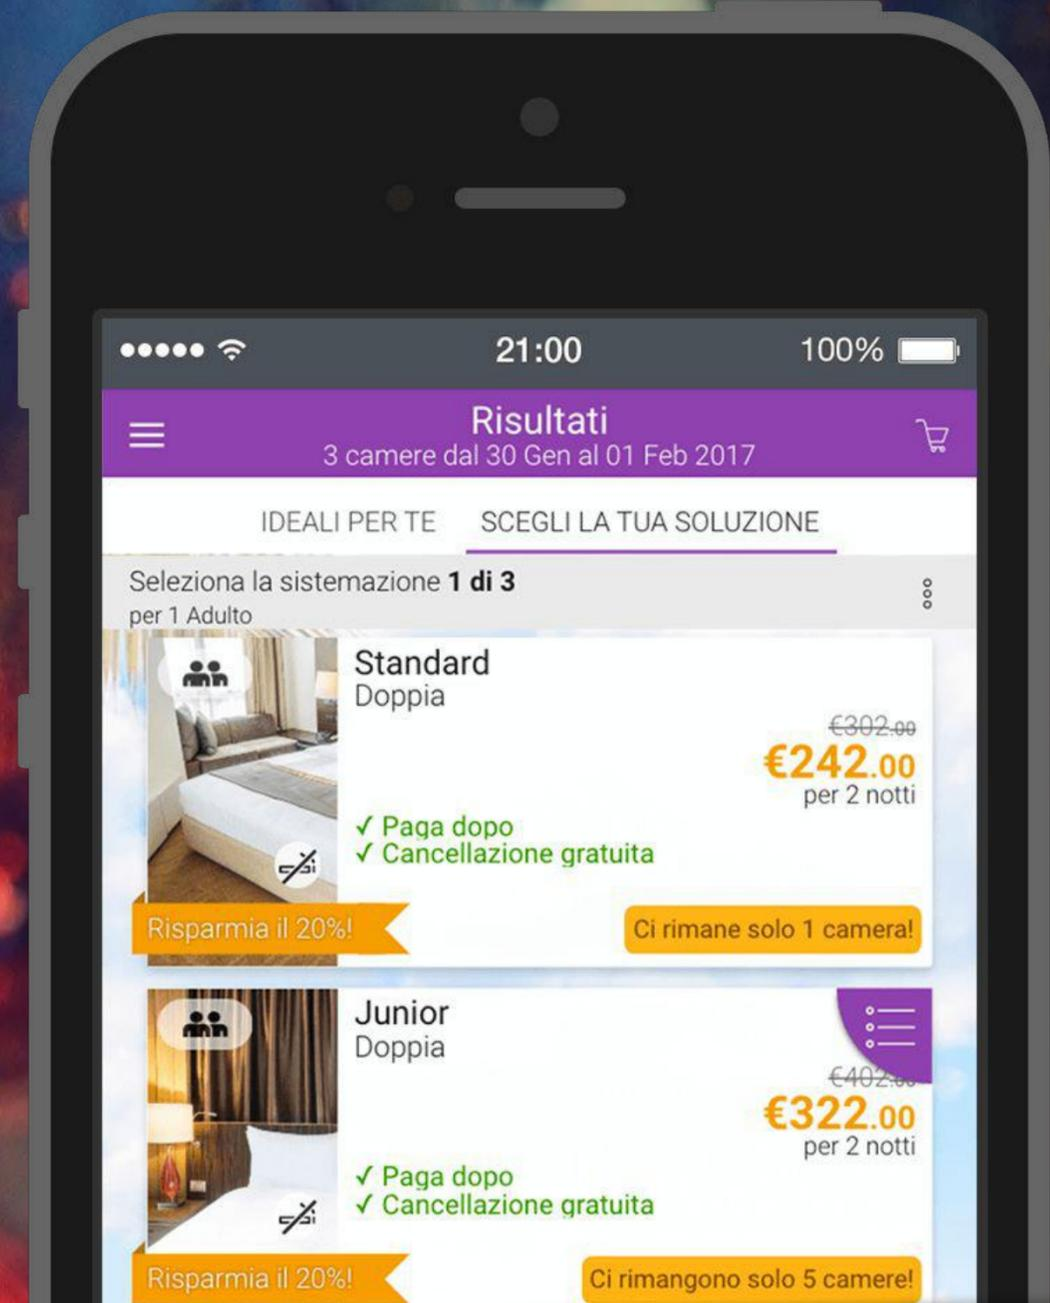 21:00
100%
Risultati
3 camere dal 30 Gen al 01 Feb 2017
IDEALI PER TE
SCEGLI LA TUA SOLUZIONE
Seleziona la sistemazione 1 di 3
per 1 Adulto
Standard
Doppia
€302.00
€242.00
per 2 notti
✓ Paga dopo
✓ Cancellazione gratuita
Risparmia il 20%!
Ci rimane solo 1 camera!
Junior
Doppia
€402.00
€322.00
per 2 notti
✓ Paga dopo
✓ Cancellazione gratuita
Risparmia il 20%!
Ci rimangono solo 5 camere!